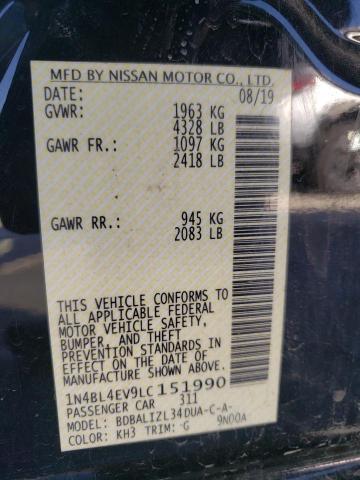 MFD BY NISSAN MOTOR CO., LTD.
DATE: 08/19
GVWR: 1963 KG
4328 LB
GAWR FR.: 1097 KG
2418 LB
GAWR RR.: 945 KG
2083 LB
THIS VEHICLE CONFORMS TO
ALL APPLICABLE FEDERAL
MOTOR VEHICLE SAFETY,
BUMPER, AND THEFT
PREVENTION STANDARDS IN
EFFECT ON THE DATE OF
MANUFACTURE SHOWN ABOVE.
1N4BL4EV9LC151990
PASSENGER CAR 311
MODEL: BDBALIZL34DUA-C-A-
COLOR: KH3 TRIM: G 9N00A